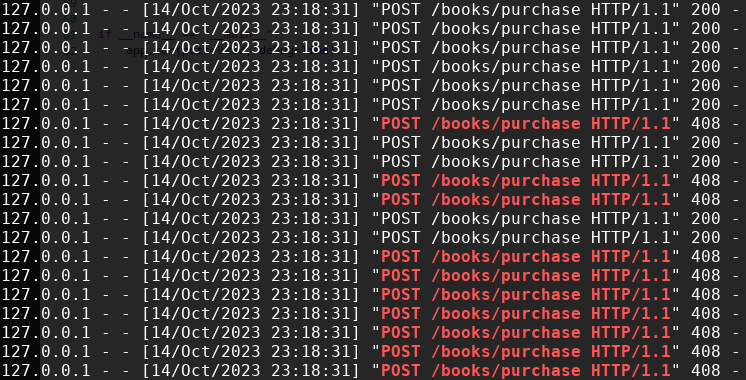 127.0.0.1 - - [14/Oct/2023 23:18:31] "POST /books/purchase HTTP/1.1" 200 -
127.0.0.1 - - [14/Oct/2023 23:18:31] "POST /books/purchase HTTP/1.1" 200 -
127.0.0.1 - - [14/Oct/2023 23:18:31] "POST /books/purchase HTTP/1.1" 200 -
127.0.0.1 - - [14/Oct/2023 23:18:31] "POST /books/purchase HTTP/1.1" 200 -
127.0.0.1 - - [14/Oct/2023 23:18:31] "POST /books/purchase HTTP/1.1" 200 -
127.0.0.1 - - [14/Oct/2023 23:18:31] "POST /books/purchase HTTP/1.1" 200 -
127.0.0.1 - - [14/Oct/2023 23:18:31] "POST /books/purchase HTTP/1.1" 408 -
127.0.0.1 - - [14/Oct/2023 23:18:31] "POST /books/purchase HTTP/1.1" 200 -
127.0.0.1 - - [14/Oct/2023 23:18:31] "POST /books/purchase HTTP/1.1" 200 -
127.0.0.1 - - [14/Oct/2023 23:18:31] "POST /books/purchase HTTP/1.1" 408 -
127.0.0.1 - - [14/Oct/2023 23:18:31] "POST /books/purchase HTTP/1.1" 408 -
127.0.0.1 - - [14/Oct/2023 23:18:31] "POST /books/purchase HTTP/1.1" 200 -
127.0.0.1 - - [14/Oct/2023 23:18:31] "POST /books/purchase HTTP/1.1" 200 -
127.0.0.1 - - [14/Oct/2023 23:18:31] "POST /books/purchase HTTP/1.1" 408 -
127.0.0.1 - - [14/Oct/2023 23:18:31] "POST /books/purchase HTTP/1.1" 408 -
127.0.0.1 - - [14/Oct/2023 23:18:31] "POST /books/purchase HTTP/1.1" 408 -
127.0.0.1 - - [14/Oct/2023 23:18:31] "POST /books/purchase HTTP/1.1" 408 -
127.0.0.1 - - [14/Oct/2023 23:18:31] "POST /books/purchase HTTP/1.1" 408 -
127.0.0.1 - - [14/Oct/2023 23:18:31] "POST /books/purchase HTTP/1.1" 408 -
127.0.0.1 - - [14/Oct/2023 23:18:31] "POST /books/purchase HTTP/1.1" 408 -